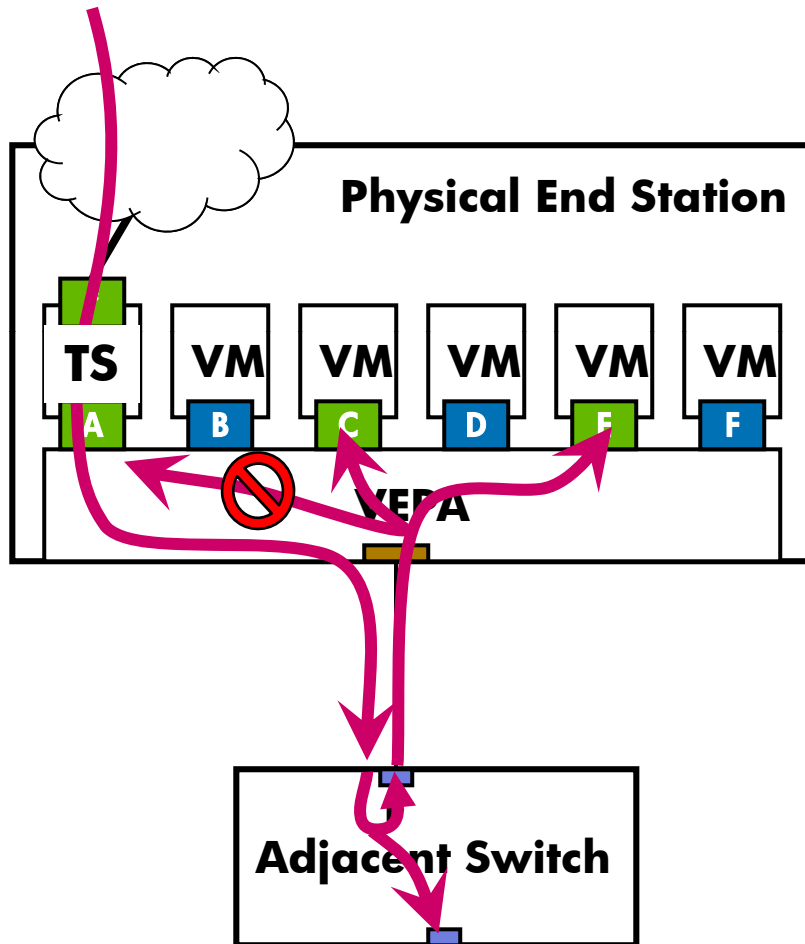 Physical End Station
TS VM VM VM VM VM
A B C D E F
VEPA
Adjacent Switch